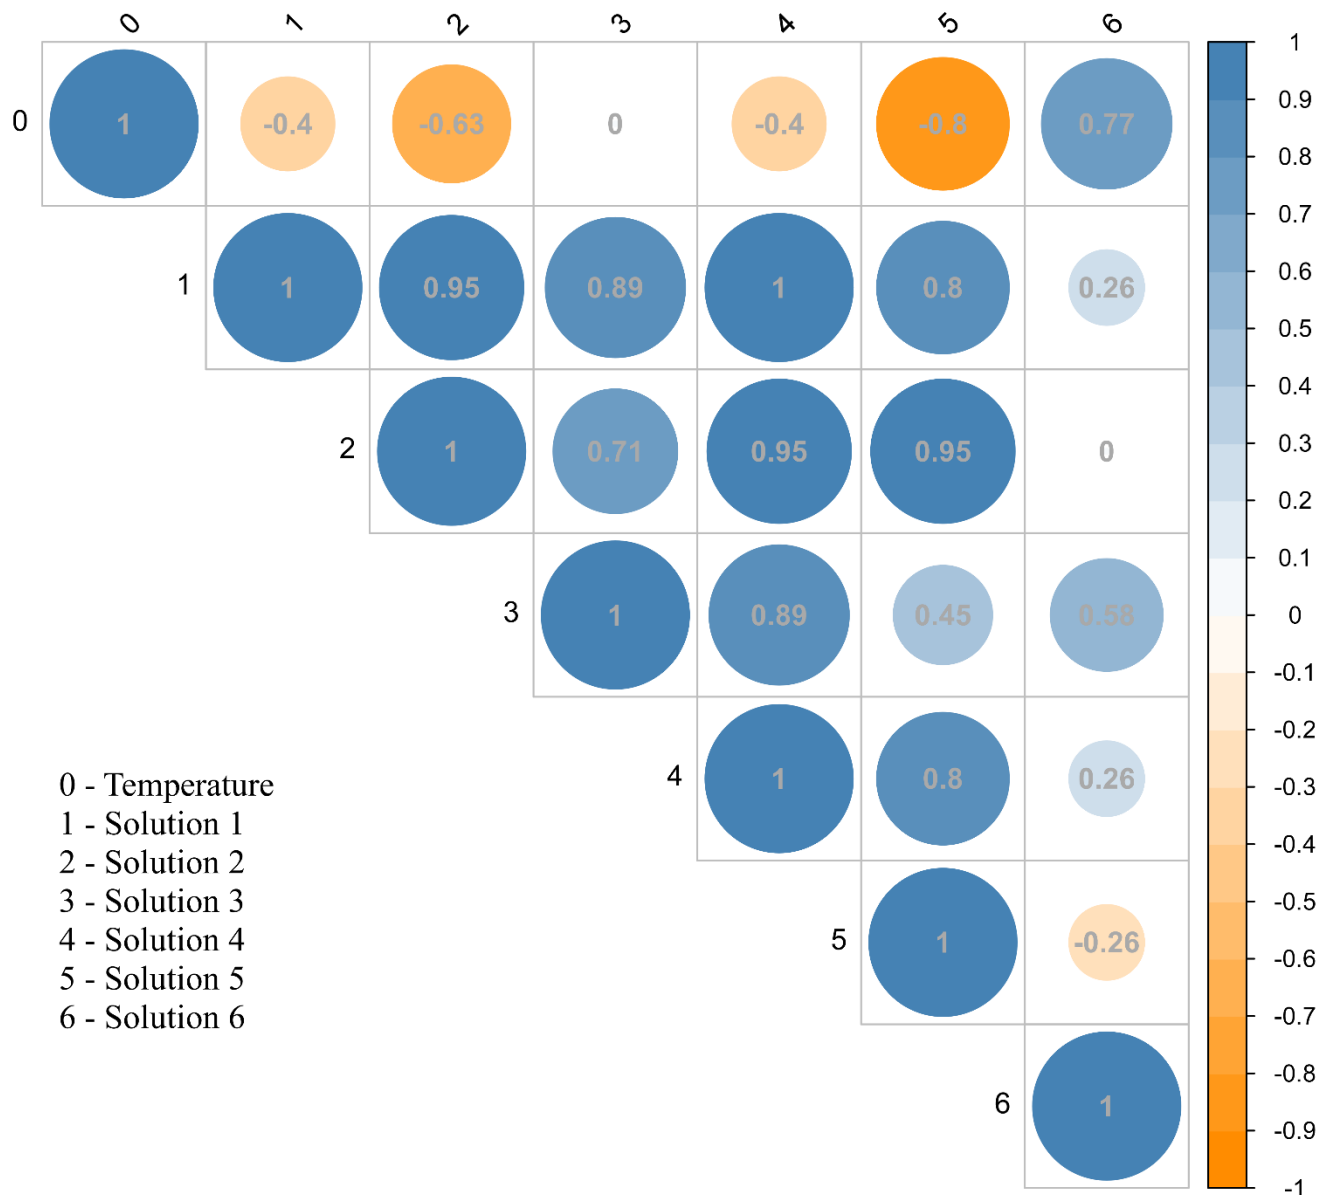 0 1 2 3 4 5 6
0 1 -0.4 -0.63 0 -0.4 -0.8 0.77
1 1 0.95 0.89 1 0.8 0.26
2 1 0.71 0.95 0.95 0
3 1 0.89 0.45 0.58
4 1 0.8 0.26
5 1 -0.26
6 1
0 - Temperature
1 - Solution 1
2 - Solution 2
3 - Solution 3
4 - Solution 4
5 - Solution 5
6 - Solution 6
1
0.9
0.8
0.7
0.6
0.5
0.4
0.3
0.2
0.1
0
-0.1
-0.2
-0.3
-0.4
-0.5
-0.6
-0.7
-0.8
-0.9
-1